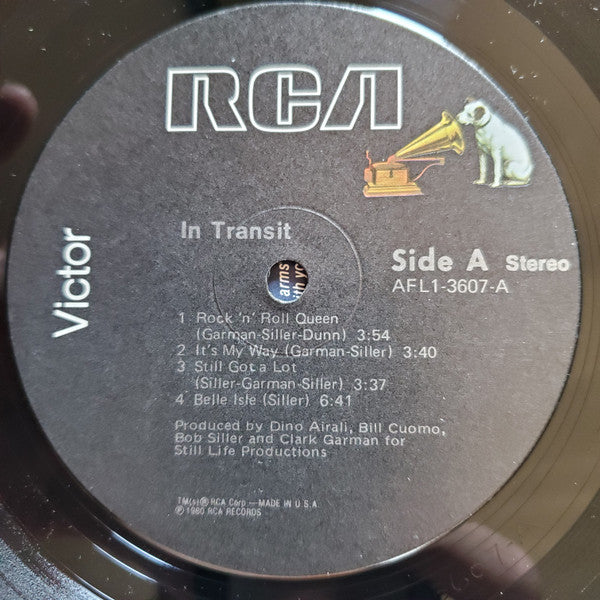 RCA
Victor
In Transit
Side A Stereo
AFL1-3607-A
arms
ith yo
1 Rock 'n' Roll Queen
(Garman-Siller-Dunn) 3:54
2 It's My Way (Garman-Siller) 3:40
3 Still Got a Lot
(Siller-Garman-Siller) 3:37
4 Belle Isle (Siller) 6:41
Produced by Dino Airali, Bill Cuomo,
Bob Siller and Clark Garman for
Still Life Productions
TM(s)® RCA Corp — MADE IN U.S.A.
℗ 1980 RCA RECORDS